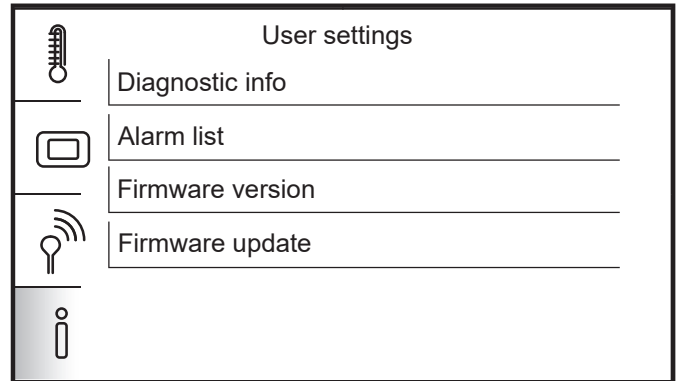 User settings
Diagnostic info
Alarm list
Firmware version
Firmware update